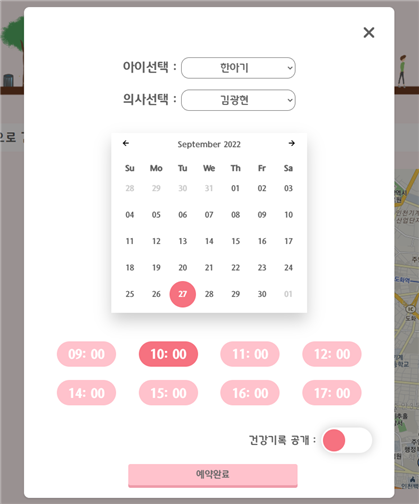 아이선택 : 한아기
의사선택 : 김광현
September 2022
Su Mo Tu We Th Fr Sa
28 29 30 31 01 02 03
04 05 06 07 08 09 10
11 12 13 14 15 16 17
18 19 20 21 22 23 24
25 26 27 28 29 30 01
09: 00 10: 00 11: 00 12: 00
14: 00 15: 00 16: 00 17: 00
건강기록 공개 :
예약완료